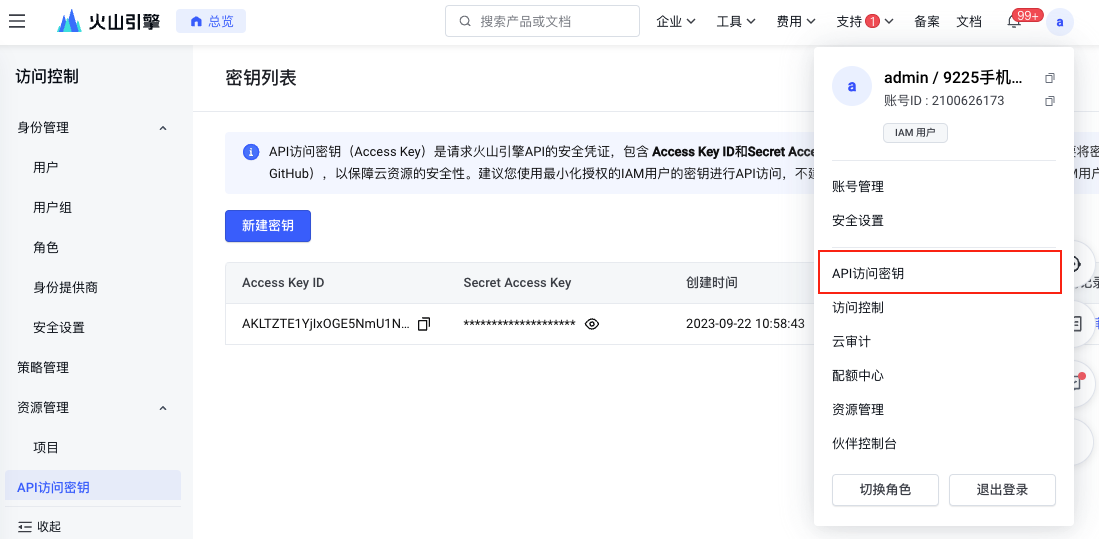 火山引擎
总览
搜索产品或文档
企业
工具
费用
支持 1
备案
文档
99+
a
访问控制
身份管理
用户
用户组
角色
身份提供商
安全设置
策略管理
资源管理
项目
API访问密钥
收起
密钥列表
API访问密钥（Access Key）是请求火山引擎API的安全凭证，包含 Access Key ID和Secret Acce
GitHub），以保障云资源的安全性。建议您使用最小化授权的IAM用户的密钥进行API访问，不建
新建密钥
Access Key ID
Secret Access Key
创建时间
AKLTZTE1YjIxOGE5NmU1N...
********************
2023-09-22 10:58:43
a
admin / 9225手机...
账号ID : 2100626173
IAM 用户
账号管理
安全设置
API访问密钥
访问控制
云审计
配额中心
资源管理
伙伴控制台
切换角色
退出登录